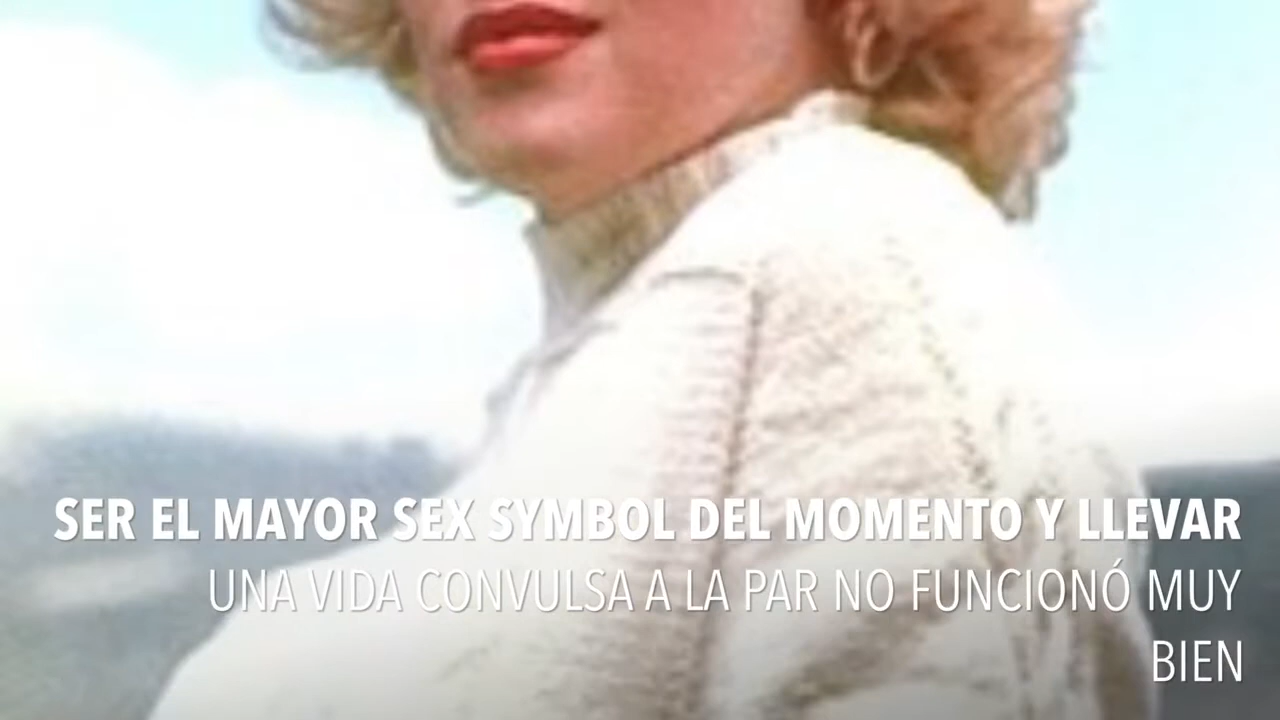 SER EL MAYOR SEX SYMBOL DEL MOMENTO Y LLEVAR
UNA VIDA CONVULSA A LA PAR NO FUNCIONÓ MUY
BIEN